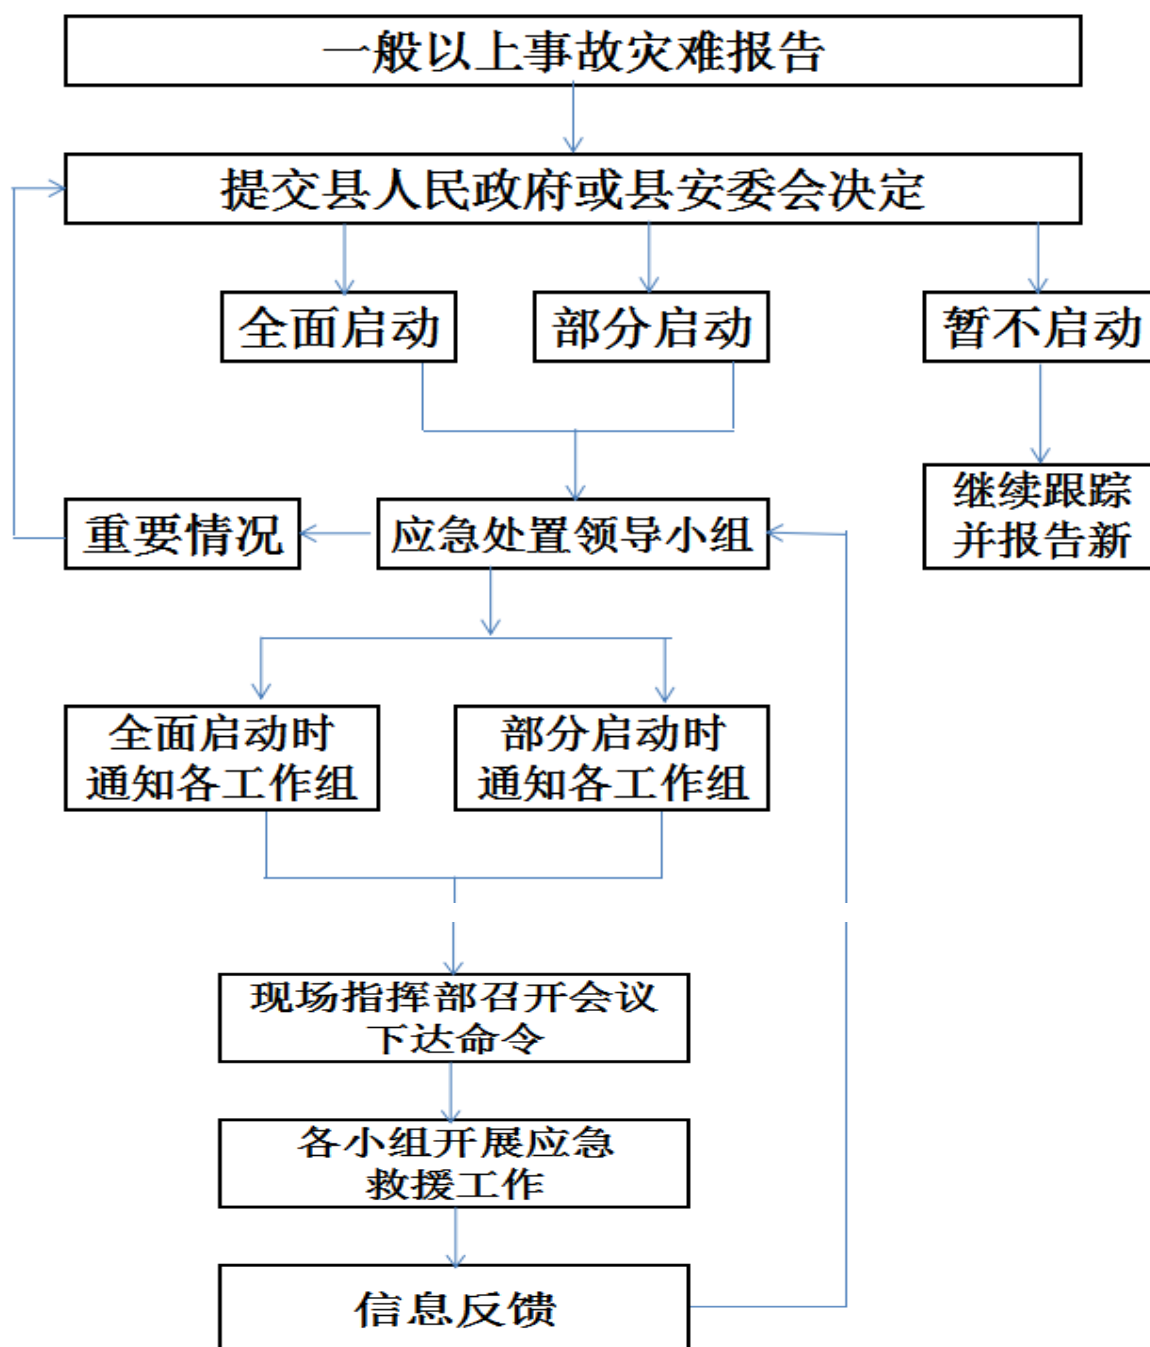 一般以上事故灾难报告
提交县人民政府或县安委会决定
全面启动
部分启动
暂不启动
继续跟踪
并报告新
重要情况
应急处置领导小组
全面启动时
通知各工作组
部分启动时
通知各工作组
现场指挥部召开会议
下达命令
各小组开展应急
救援工作
信息反馈